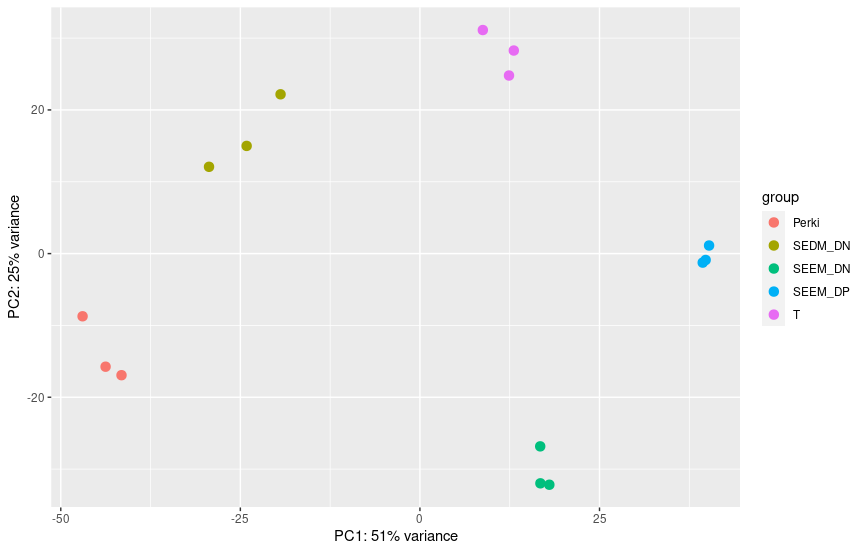 20
0
-20
-50
-25
0
25
PC1: 51% variance
PC2: 25% variance
group
Perki
SEDM_DN
SEEM_DN
SEEM_DP
T